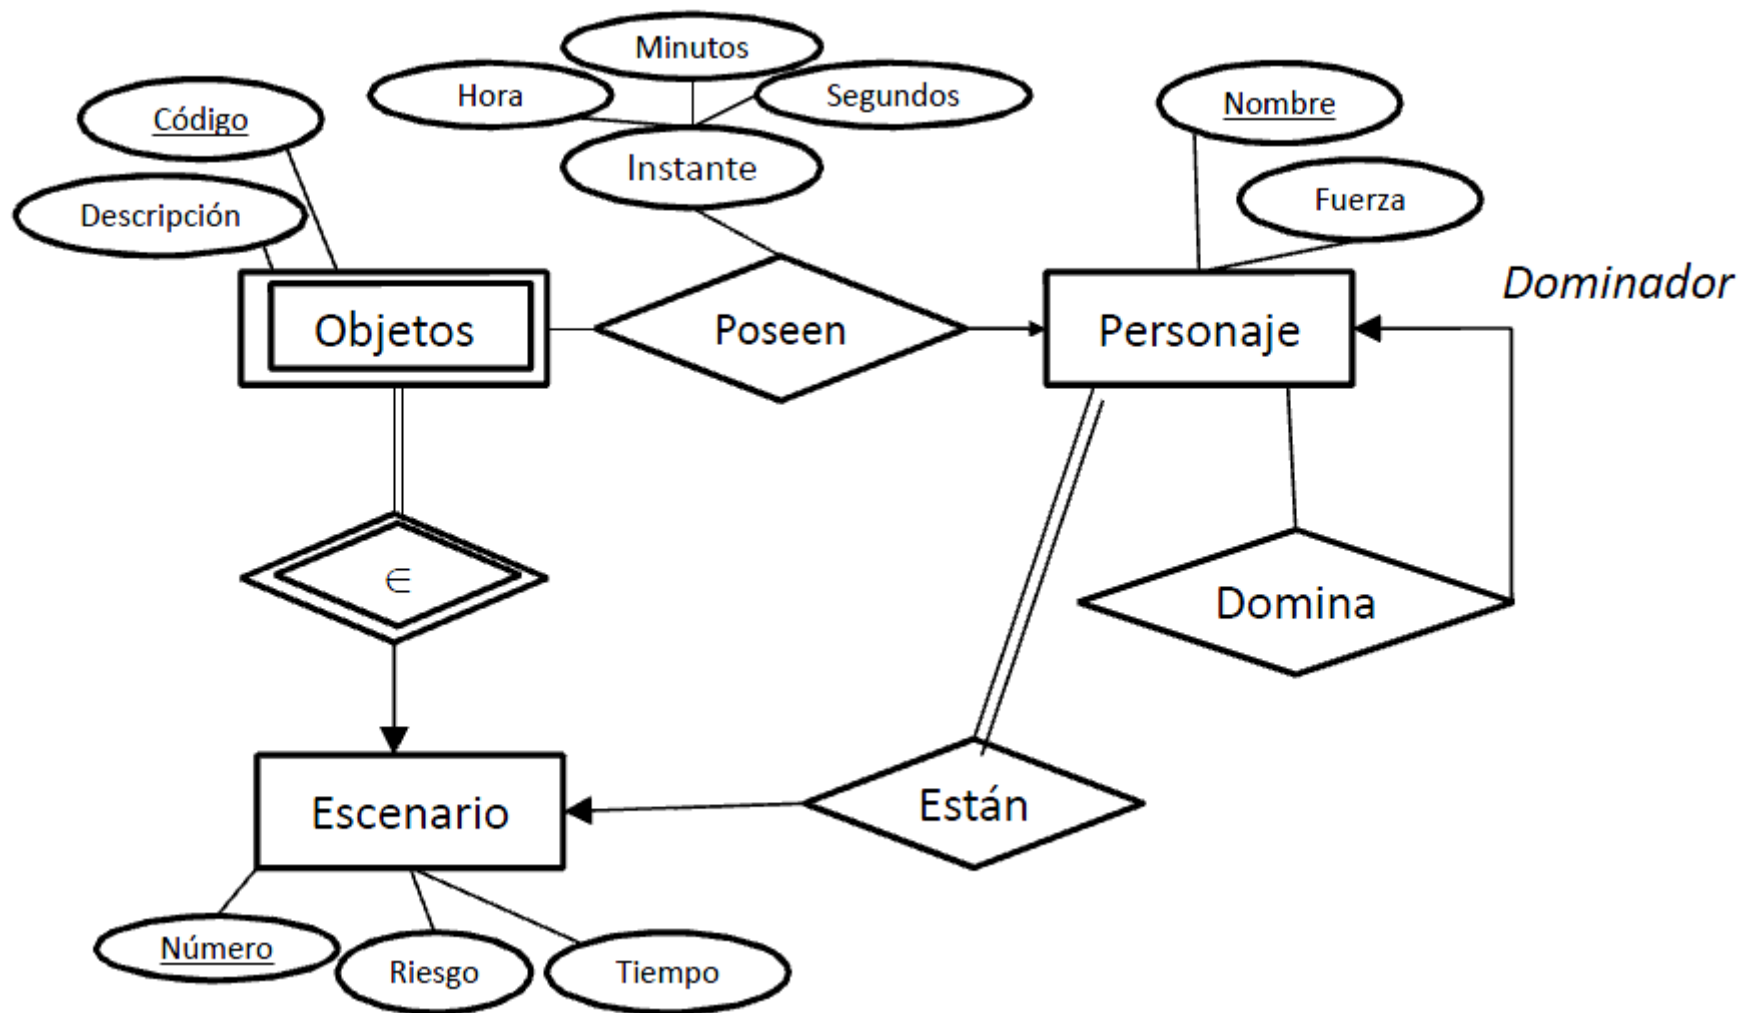 Minutos
Hora
Segundos
Código
Nombre
Instante
Descripción
Fuerza
Dominador
Objetos
Poseen
Personaje
∈
Domina
Escenario
Están
Número
Riesgo
Tiempo